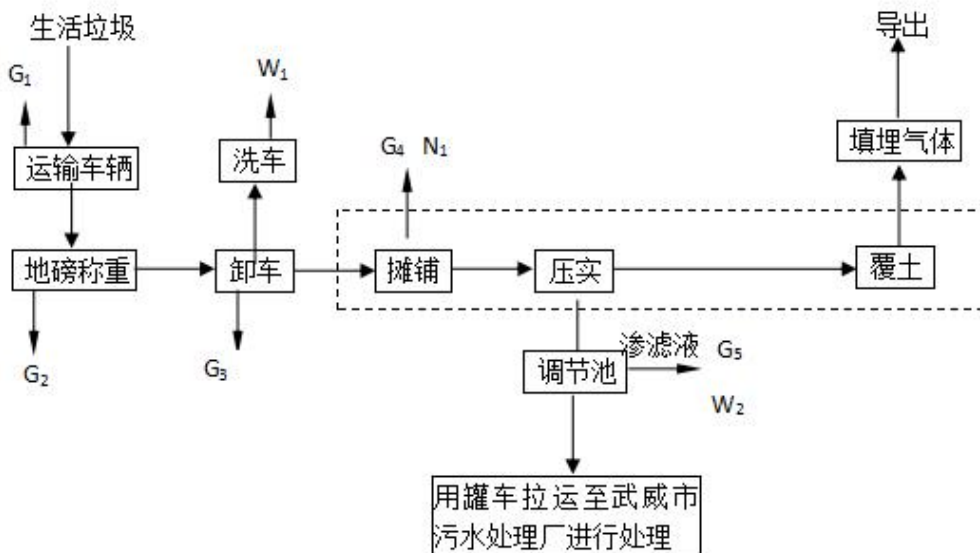 生活垃圾
导出
G₁
W₁
运输车辆
洗车
G₄ N₁
填埋气体
地磅称重
卸车
摊铺
压实
覆土
G₂
G₃
调节池
渗滤液
G₅
W₂
用罐车拉运至武威市
污水处理厂进行处理